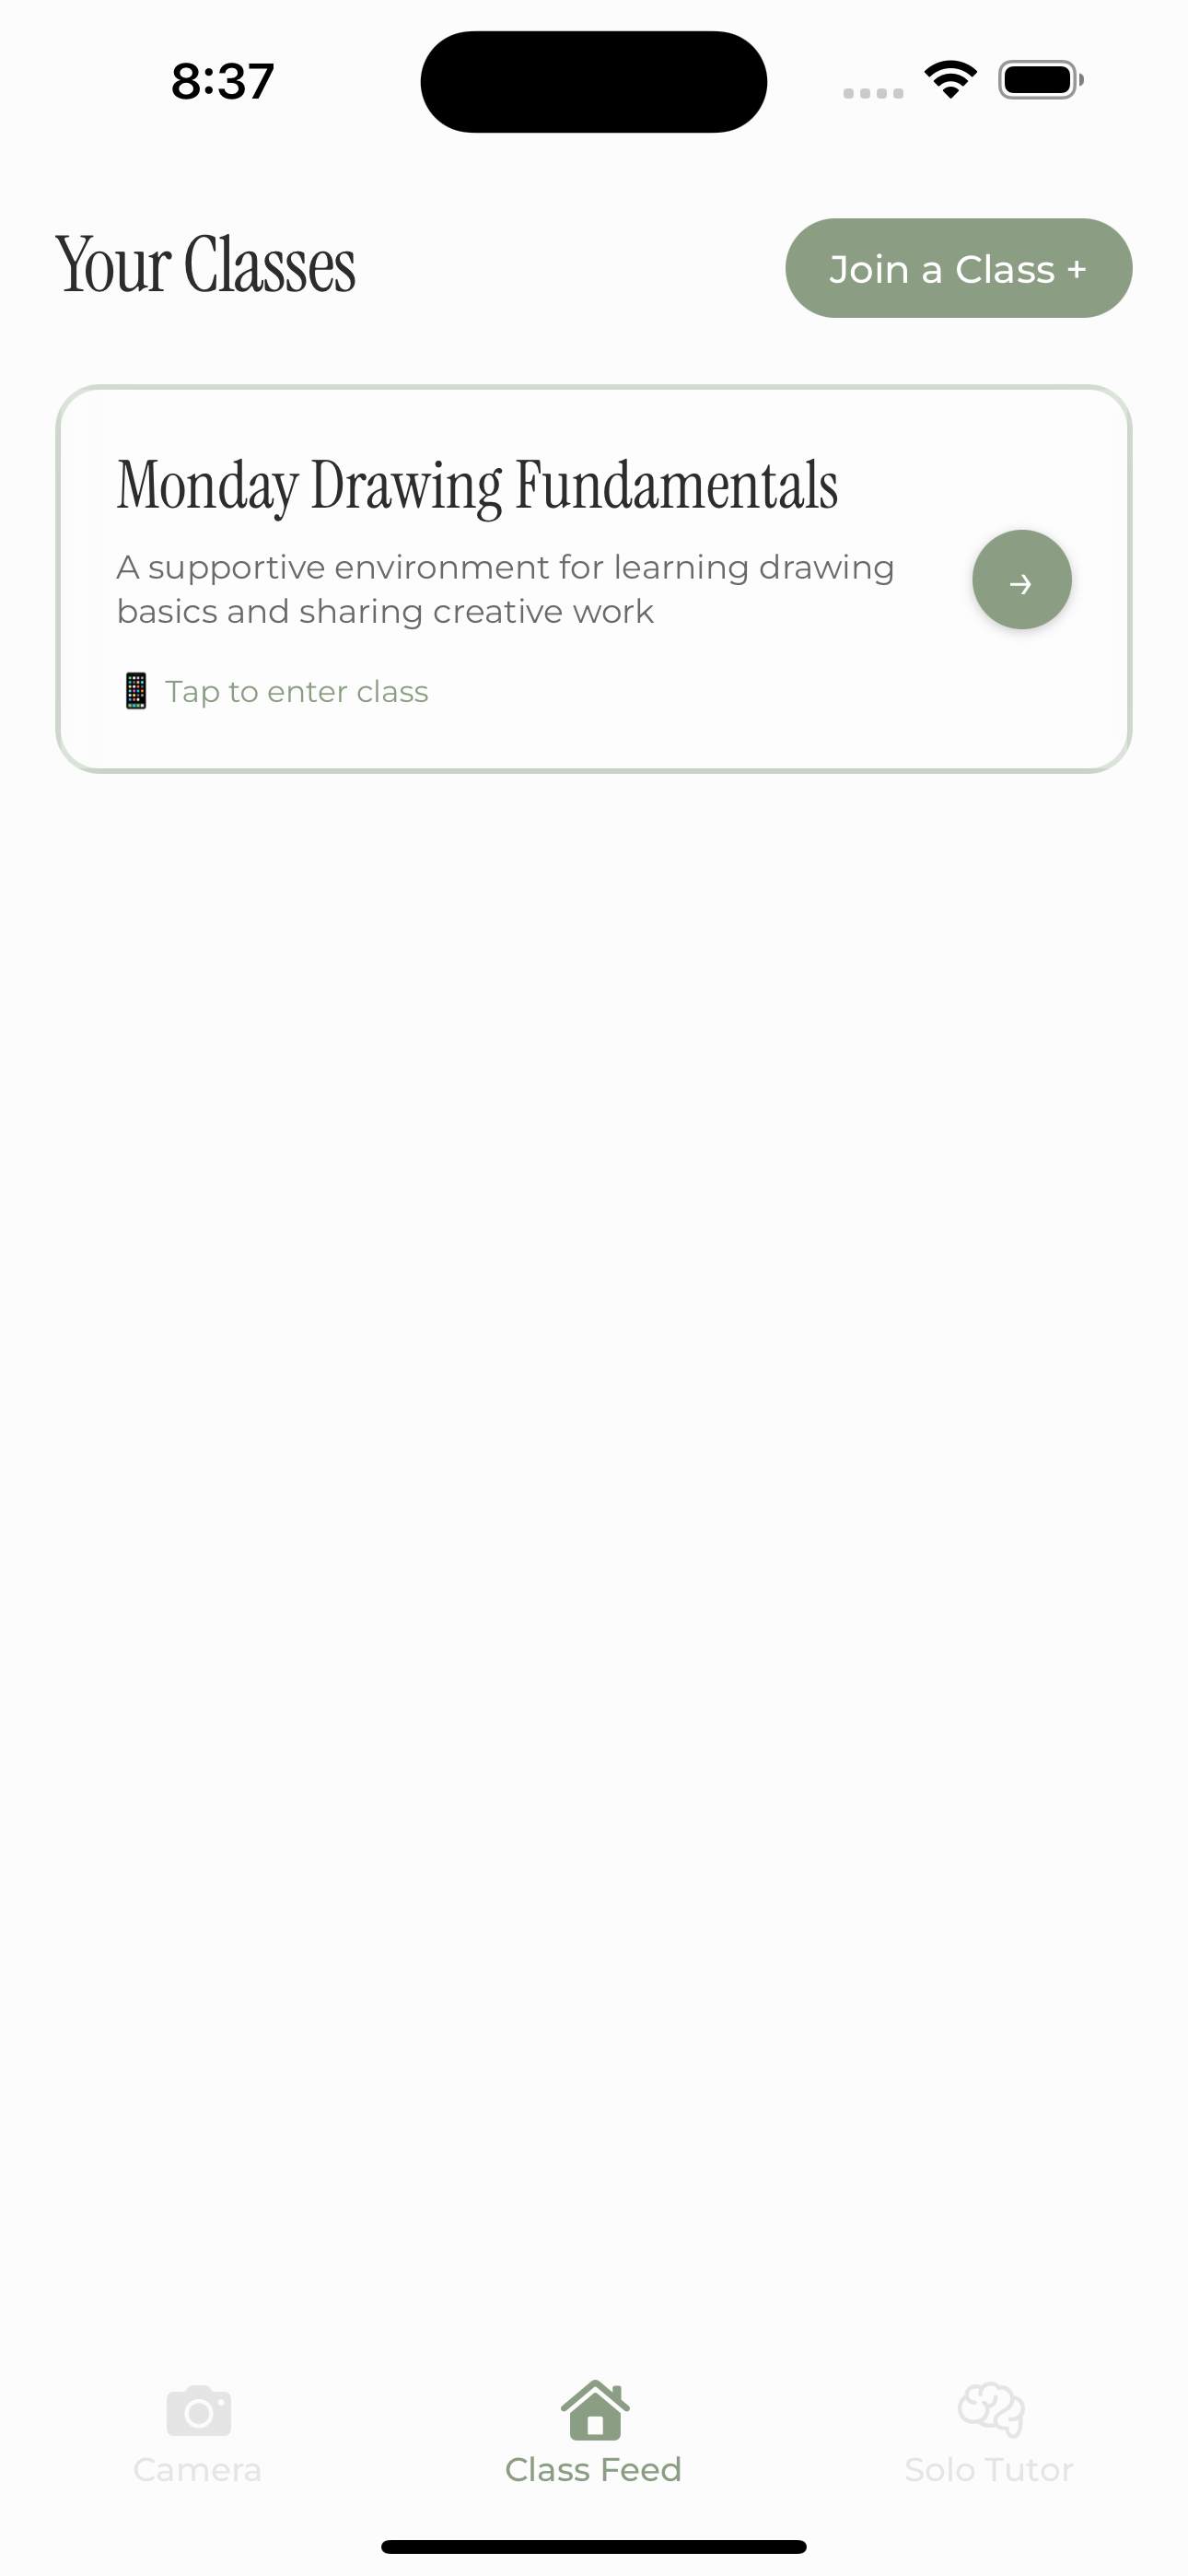 8:37
Your Classes
Join a Class +
Monday Drawing Fundamentals
A supportive environment for learning drawing
basics and sharing creative work
📱 Tap to enter class
→
Camera
Class Feed
Solo Tutor